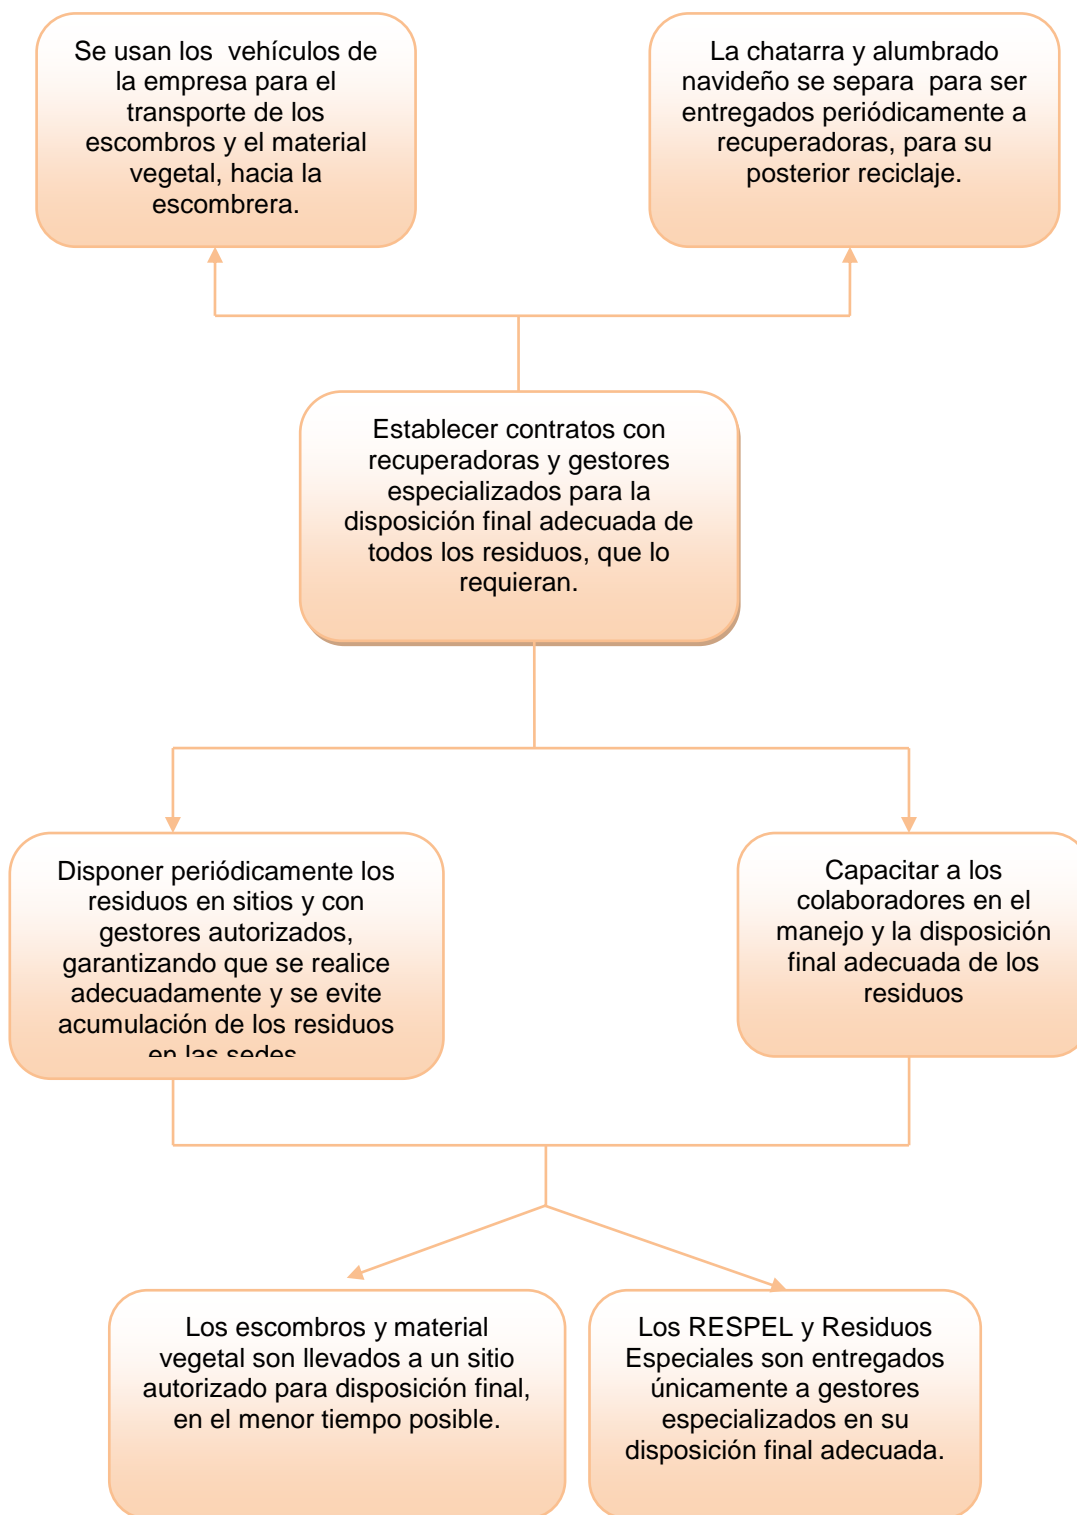 Se usan los vehículos de
la empresa para el
transporte de los
escombros y el material
vegetal, hacia la
escombrera.
La chatarra y alumbrado
navideño se separa para ser
entregados periódicamente a
recuperadoras, para su
posterior reciclaje.
Establecer contratos con
recuperadoras y gestores
especializados para la
disposición final adecuada de
todos los residuos, que lo
requieran.
Disponer periódicamente los
residuos en sitios y con
gestores autorizados,
garantizando que se realice
adecuadamente y se evite
acumulación de los residuos
en las sedes
Capacitar a los
colaboradores en el
manejo y la disposición
final adecuada de los
residuos
Los escombros y material
vegetal son llevados a un sitio
autorizado para disposición final,
en el menor tiempo posible.
Los RESPEL y Residuos
Especiales son entregados
únicamente a gestores
especializados en su
disposición final adecuada.